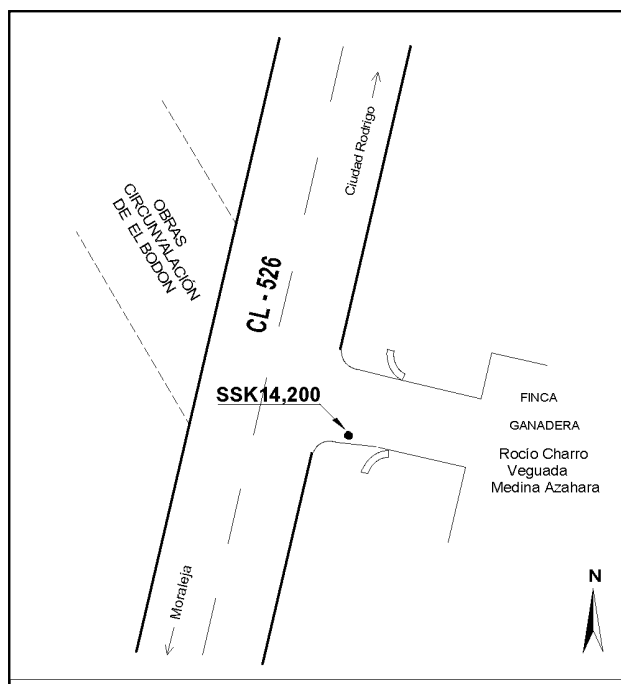 Ciudad Rodrigo
OBRAS
CIRCUNVALACIÓN
DE EL BODON
CL - 526
SSK14,200
FINCA
GANADERA
Rocío Charro
Veguada
Medina Azahara
Moraleja
N